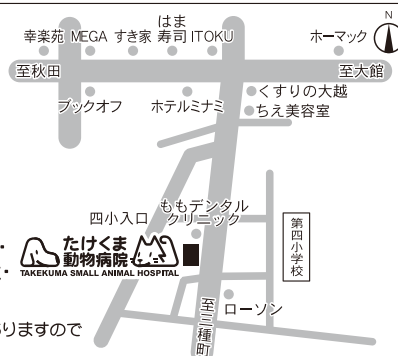 N
はま
幸楽苑 MEGA すき家 寿司 ITOKU ホーマック
至秋田 至大館
くすりの大越
ブックオフ ホテルミナミ
ちえ美容室
ももデンタル
四小入口 クリニック
第四小学校
たけくま
動物病院
TAKEKUMA SMALL ANIMAL HOSPITAL
ローソン
至三種町
りますので